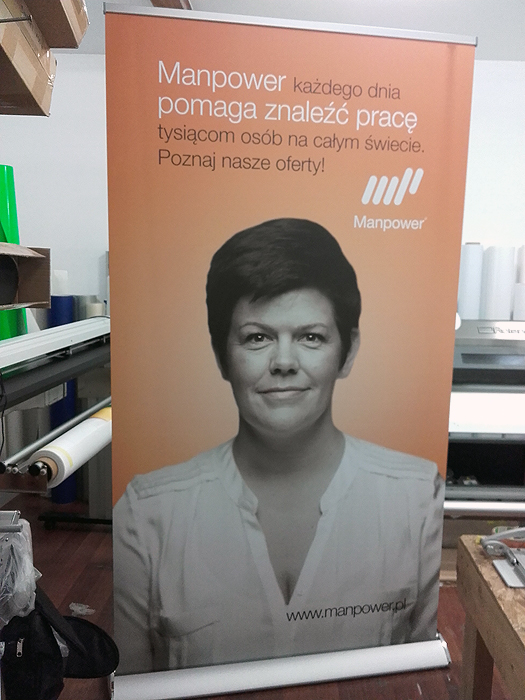 Manpower każdego dnia
pomaga znaleźć pracę
tysiącom osób na całym świecie.
Poznaj nasze oferty!
Manpower
www.manpower.pl